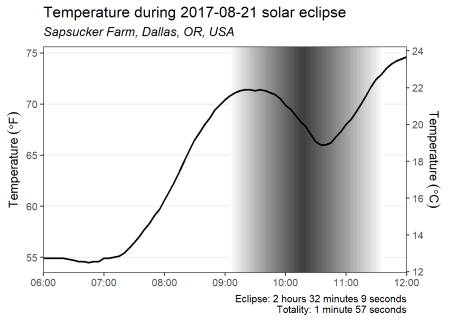 Temperature during 2017-08-21 solar eclipse
Sapsucker Farm, Dallas, OR, USA
Temperature (°F)
75
70
65
60
55
24
22
20
18
16
14
12
Temperature (°C)
06:00 07:00 08:00 09:00 10:00 11:00 12:00
Eclipse: 2 hours 32 minutes 9 seconds
Totality: 1 minute 57 seconds